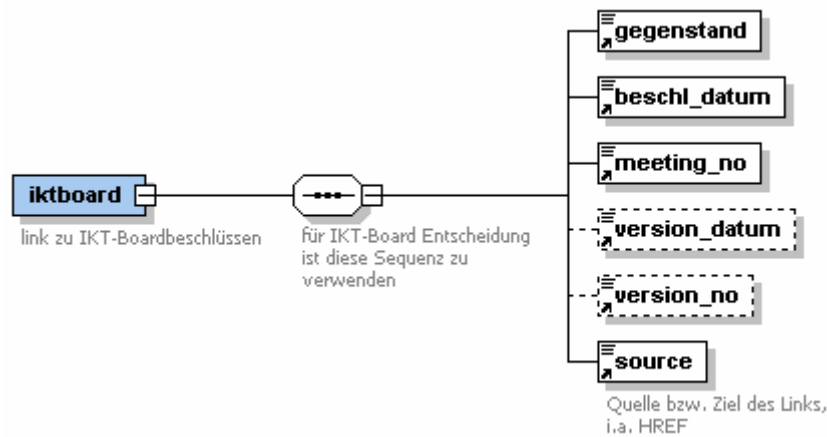 gegenstand
beschl_datum
meeting_no
iktboard
link zu IKT-Boardbeschlüssen
für IKT-Board Entscheidung
ist diese Sequenz zu
verwenden
version_datum
version_no
source
Quelle bzw. Ziel des Links,
i.a. HREF